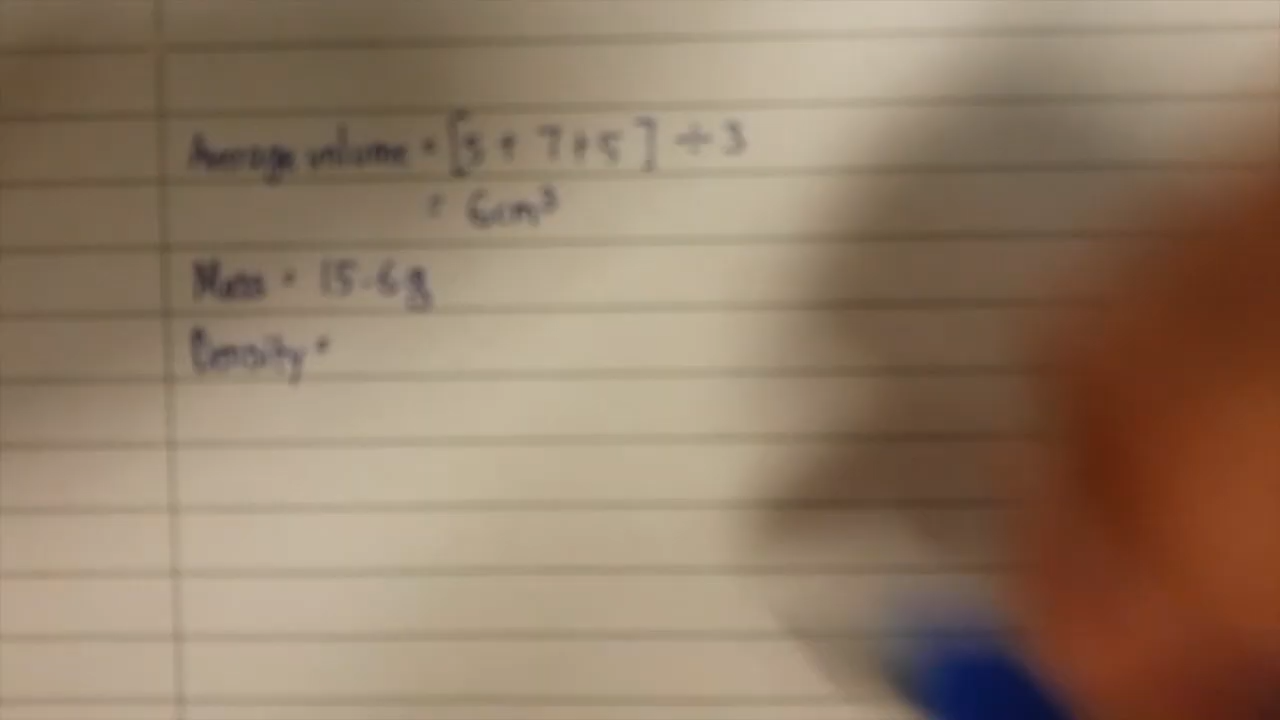 Average volume = [5 + 7 + 5] ÷ 3
= 6cm³
Mass = 15.6g
Density =